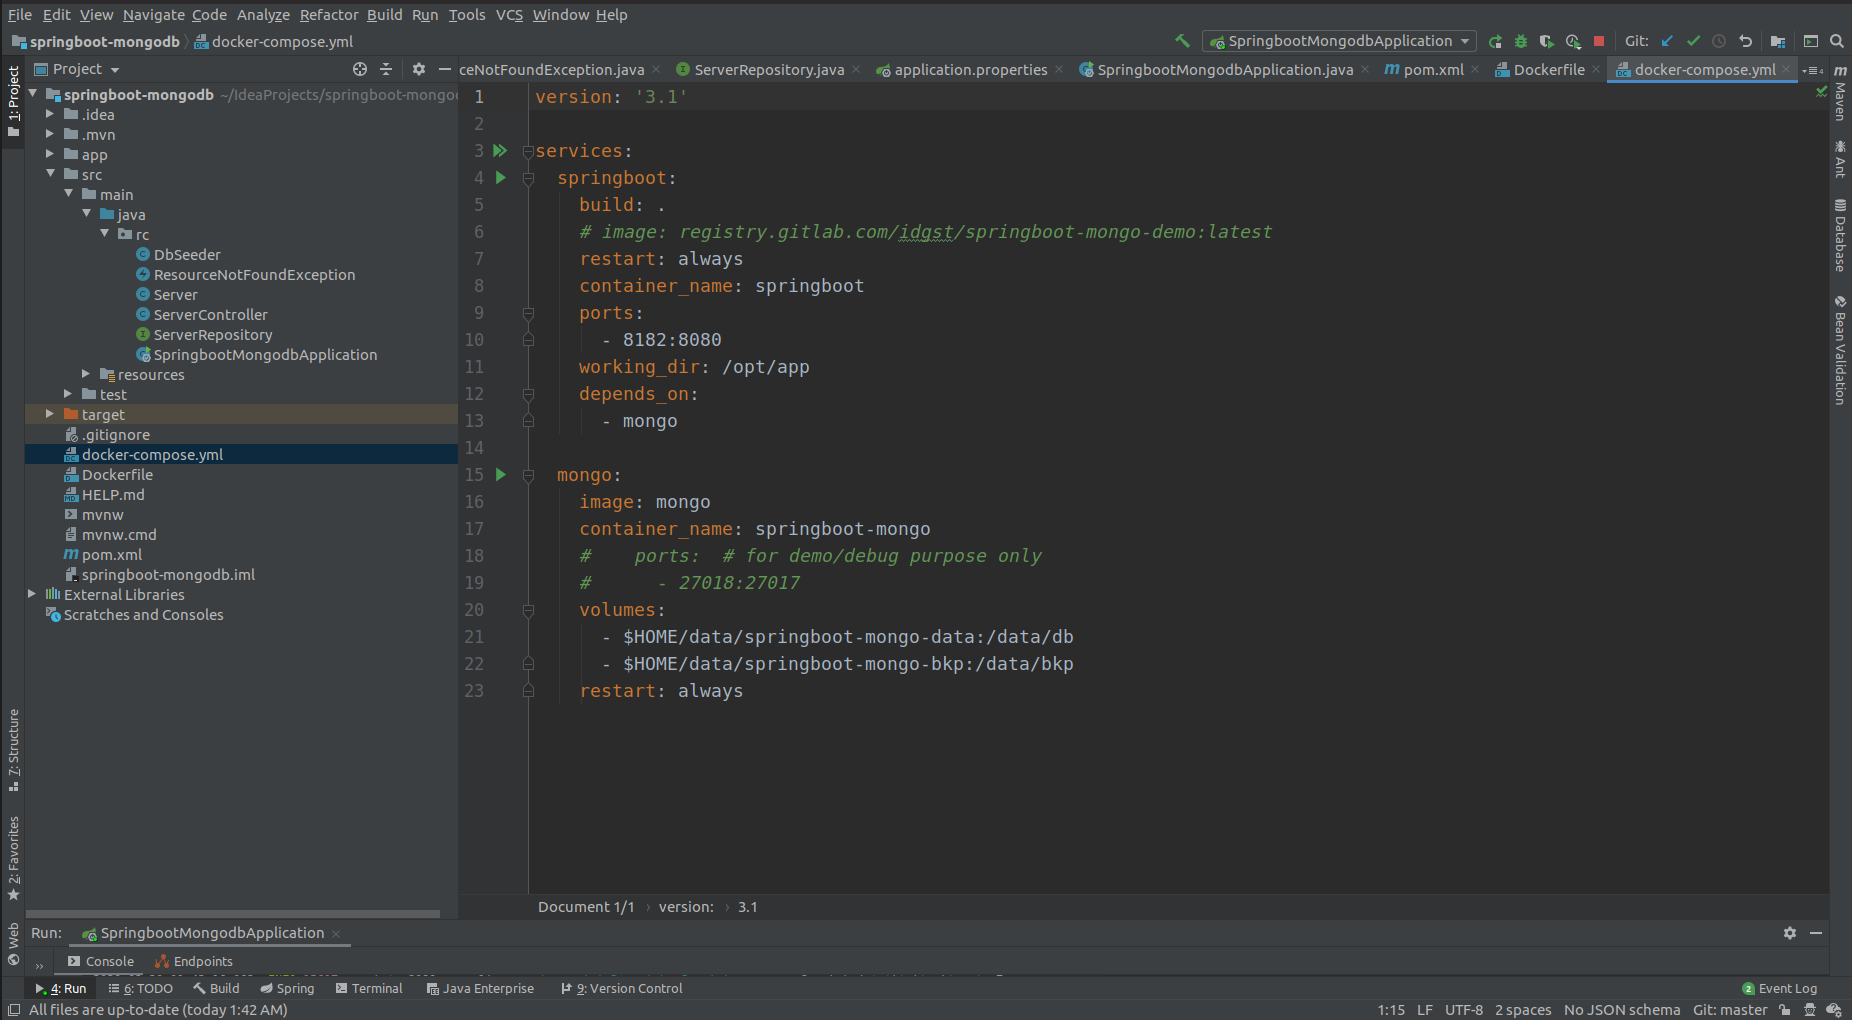 File Edit View Navigate Code Analyze Refactor Build Run Tools VCS Window Help
springboot-mongodb docker-compose.yml SpringbootMongodbApplication Git:
Project ceNotFoundException.java ServerRepository.java application.properties SpringbootMongodbApplication.java pom.xml Dockerfile docker-compose.yml
springboot-mongodb ~/IdeaProjects/springboot-mongo
.idea
.mvn
app
src
main
java
rc
DbSeeder
ResourceNotFoundException
Server
ServerController
ServerRepository
SpringbootMongodbApplication
resources
test
target
.gitignore
docker-compose.yml
Dockerfile
HELP.md
mvnw
mvnw.cmd
pom.xml
springboot-mongodb.iml
External Libraries
Scratches and Consoles
1 version: '3.1'
2
3 services:
4 springboot:
5 build: .
6 # image: registry.gitlab.com/idgst/springboot-mongo-demo:latest
7 restart: always
8 container_name: springboot
9 ports:
10 - 8182:8080
11 working_dir: /opt/app
12 depends_on:
13 - mongo
14
15 mongo:
16 image: mongo
17 container_name: springboot-mongo
18 # ports: # for demo/debug purpose only
19 # - 27018:27017
20 volumes:
21 - $HOME/data/springboot-mongo-data:/data/db
22 - $HOME/data/springboot-mongo-bkp:/data/bkp
23 restart: always
1: Project
7: Structure
2: Favorites
Web
Maven
Ant
Database
Bean Validation
Document 1/1 › version: › 3.1
Run: SpringbootMongodbApplication
Console Endpoints
4: Run 6: TODO Build Spring Terminal Java Enterprise 9: Version Control 2 Event Log
All files are up-to-date (today 1:42 AM) 1:15 LF UTF-8 2 spaces No JSON schema Git: master